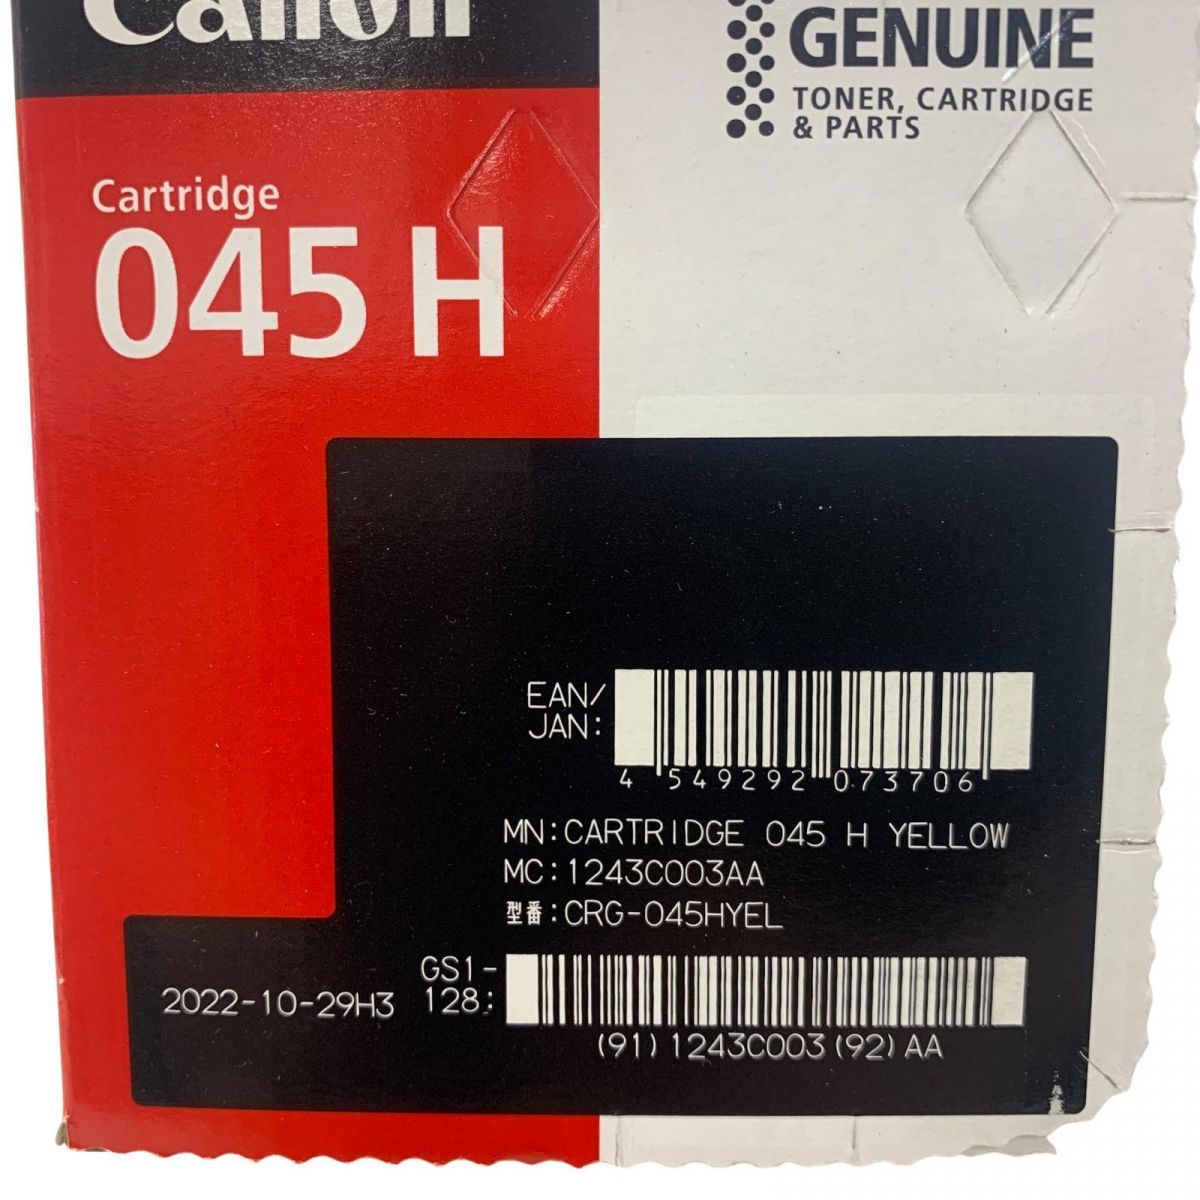 Canon
GENUINE
TONER, CARTRIDGE
& PARTS
Cartridge
045 H
EAN/
JAN:
4 549292 073706
MN:CARTRIDGE 045 H YELLOW
MC:1243C003AA
型番:CRG-045HYEL
GS1-
128:
2022-10-29H3
(91)1243C003(92)AA